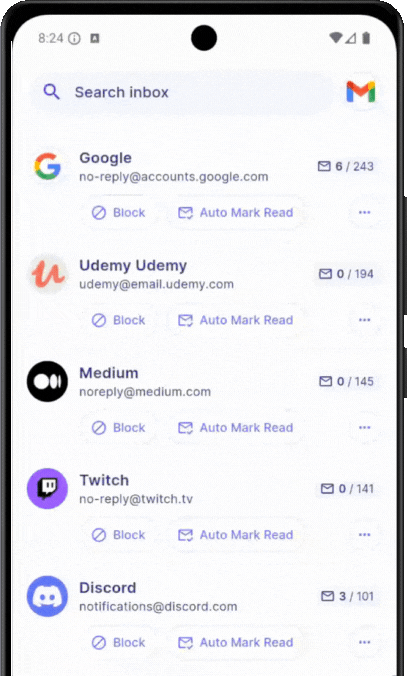 8:24
Search inbox
Google
no-reply@accounts.google.com
6 / 243
Block Auto Mark Read
Udemy Udemy
udemy@email.udemy.com
0 / 194
Block Auto Mark Read
Medium
noreply@medium.com
0 / 145
Block Auto Mark Read
Twitch
no-reply@twitch.tv
0 / 141
Block Auto Mark Read
Discord
notifications@discord.com
3 / 101
Block Auto Mark Read